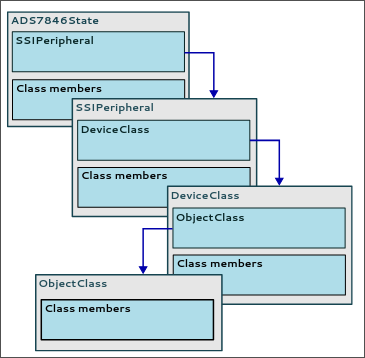 ADS7846State
SSIPeripheral
Class members
SSIPeripheral
DeviceClass
Class members
DeviceClass
ObjectClass
Class members
ObjectClass
Class members